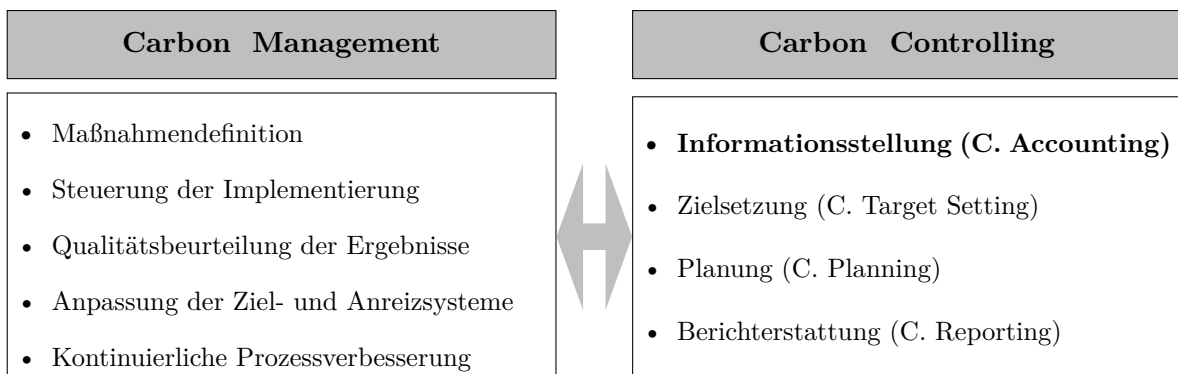 Carbon Management
• Maßnahmendefinition
• Steuerung der Implementierung
• Qualitätsbeurteilung der Ergebnisse
• Anpassung der Ziel- und Anreizsysteme
• Kontinuierliche Prozessverbesserung
Carbon Controlling
• Informationsstellung (C. Accounting)
• Zielsetzung (C. Target Setting)
• Planung (C. Planning)
• Berichterstattung (C. Reporting)